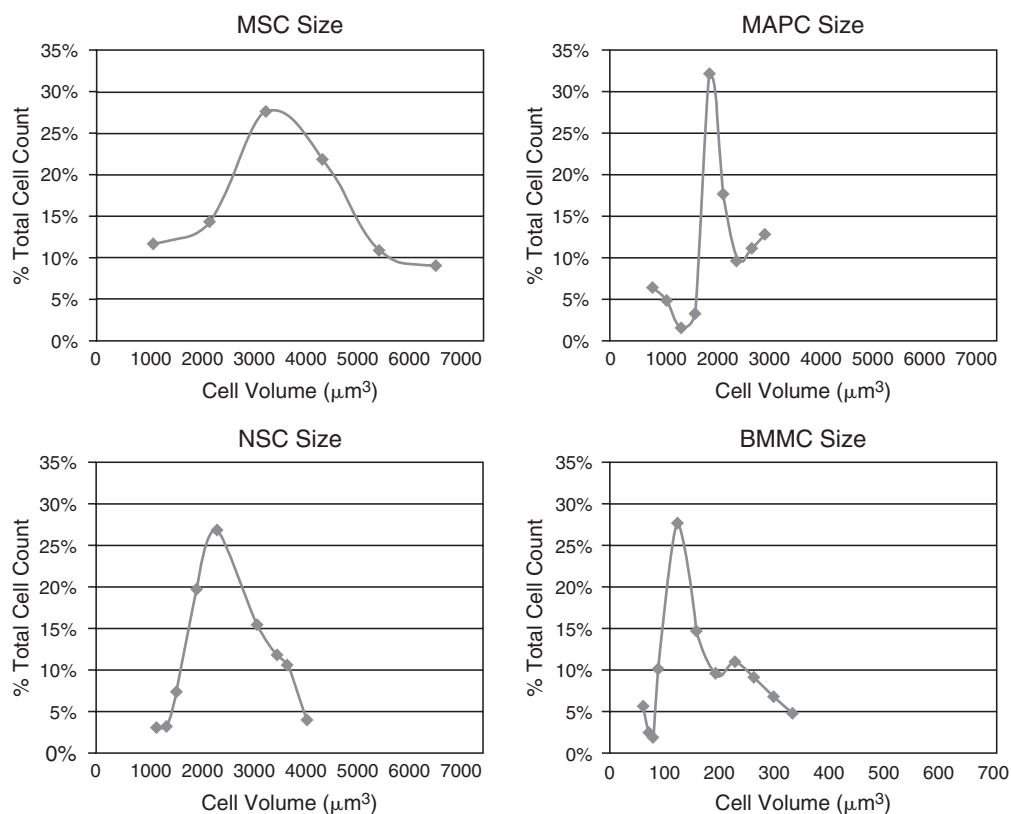 MSC Size
35%
30%
25%
20%
15%
10%
5%
0%
% Total Cell Count
0 1000 2000 3000 4000 5000 6000 7000
Cell Volume (μm³)
MAPC Size
35%
30%
25%
20%
15%
10%
5%
0%
% Total Cell Count
0 1000 2000 3000 4000 5000 6000 7000
Cell Volume (μm³)
NSC Size
35%
30%
25%
20%
15%
10%
5%
0%
% Total Cell Count
0 1000 2000 3000 4000 5000 6000 7000
Cell Volume (μm³)
BMMC Size
35%
30%
25%
20%
15%
10%
5%
0%
% Total Cell Count
0 100 200 300 400 500 600 700
Cell Volume (μm³)